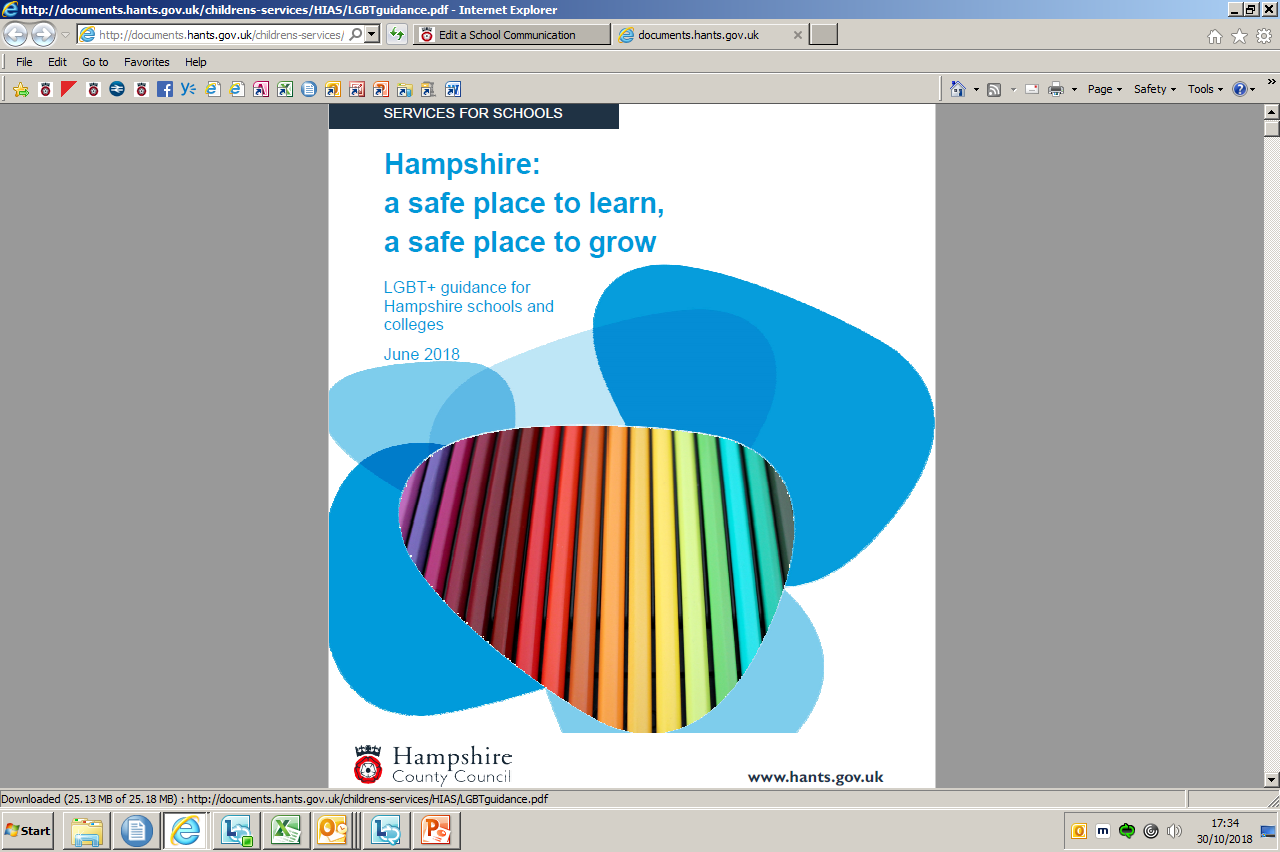 http://documents.hants.gov.uk/childrens-services/HIAS/LGBTguidance.pdf - Internet Explorer
http://documents.hants.gov.uk/childrens-services/
Edit a School Communication
documents.hants.gov.uk
File Edit Go to Favorites Help
Page Safety Tools
SERVICES FOR SCHOOLS
Hampshire:
a safe place to learn,
a safe place to grow
LGBT+ guidance for
Hampshire schools and
colleges
June 2018
Hampshire
County Council
www.hants.gov.uk
Downloaded (25.13 MB of 25.18 MB) : http://documents.hants.gov.uk/childrens-services/HIAS/LGBTguidance.pdf
Start
17:34
30/10/2018